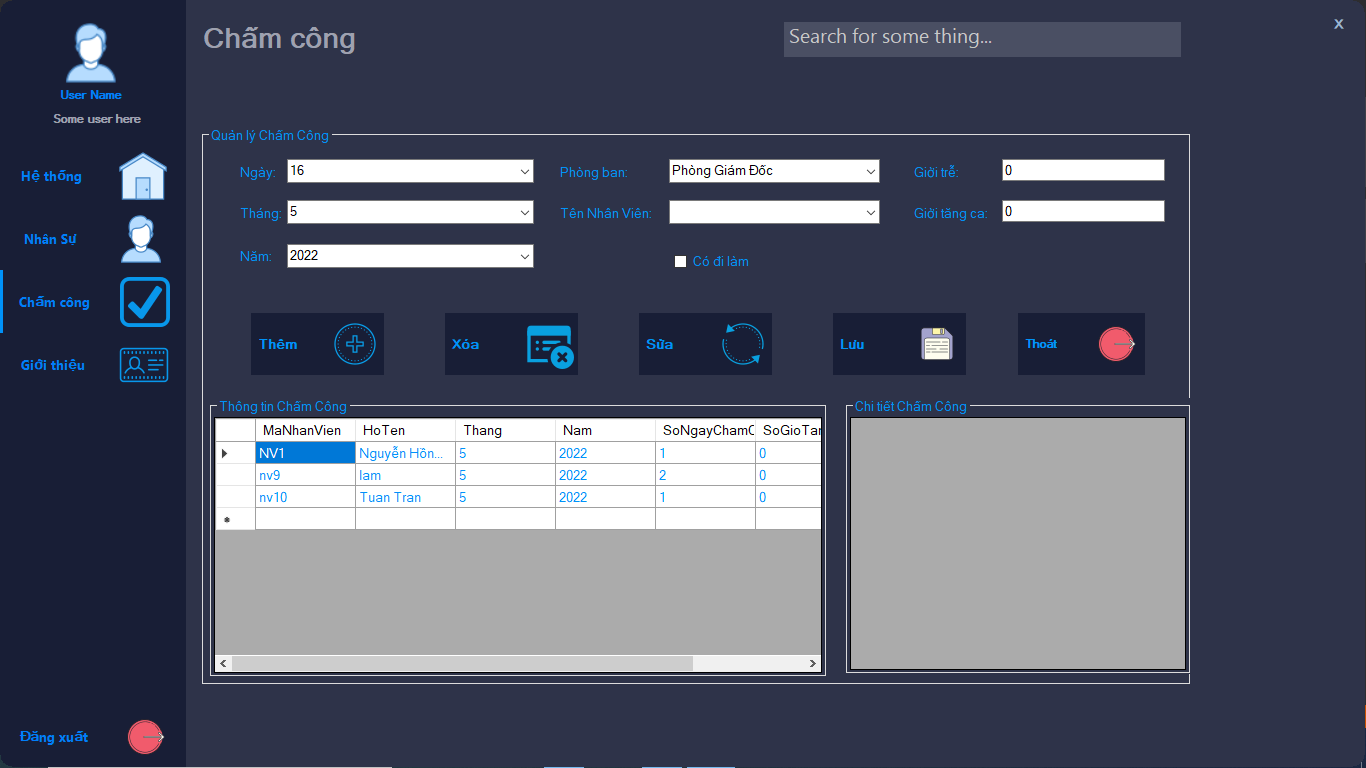 Chấm công
Search for some thing...
x
User Name
Some user here
Hệ thống
Nhân Sự
Chấm công
Giới thiệu
Đăng xuất
Quản lý Chấm Công
Ngày: 16
Phòng ban: Phòng Giám Đốc
Giời trễ: 0
Tháng: 5
Tên Nhân Viên:
Giời tăng ca: 0
Năm: 2022
Có đi làm
Thêm
Xóa
Sửa
Lưu
Thoát
Thông tin Chấm Công
MaNhanVien HoTen Thang Nam SoNgayChamC SoGioTan
NV1 Nguyễn Hồn... 5 2022 1 0
nv9 lam 5 2022 2 0
nv10 Tuan Tran 5 2022 1 0
Chi tiết Chấm Công